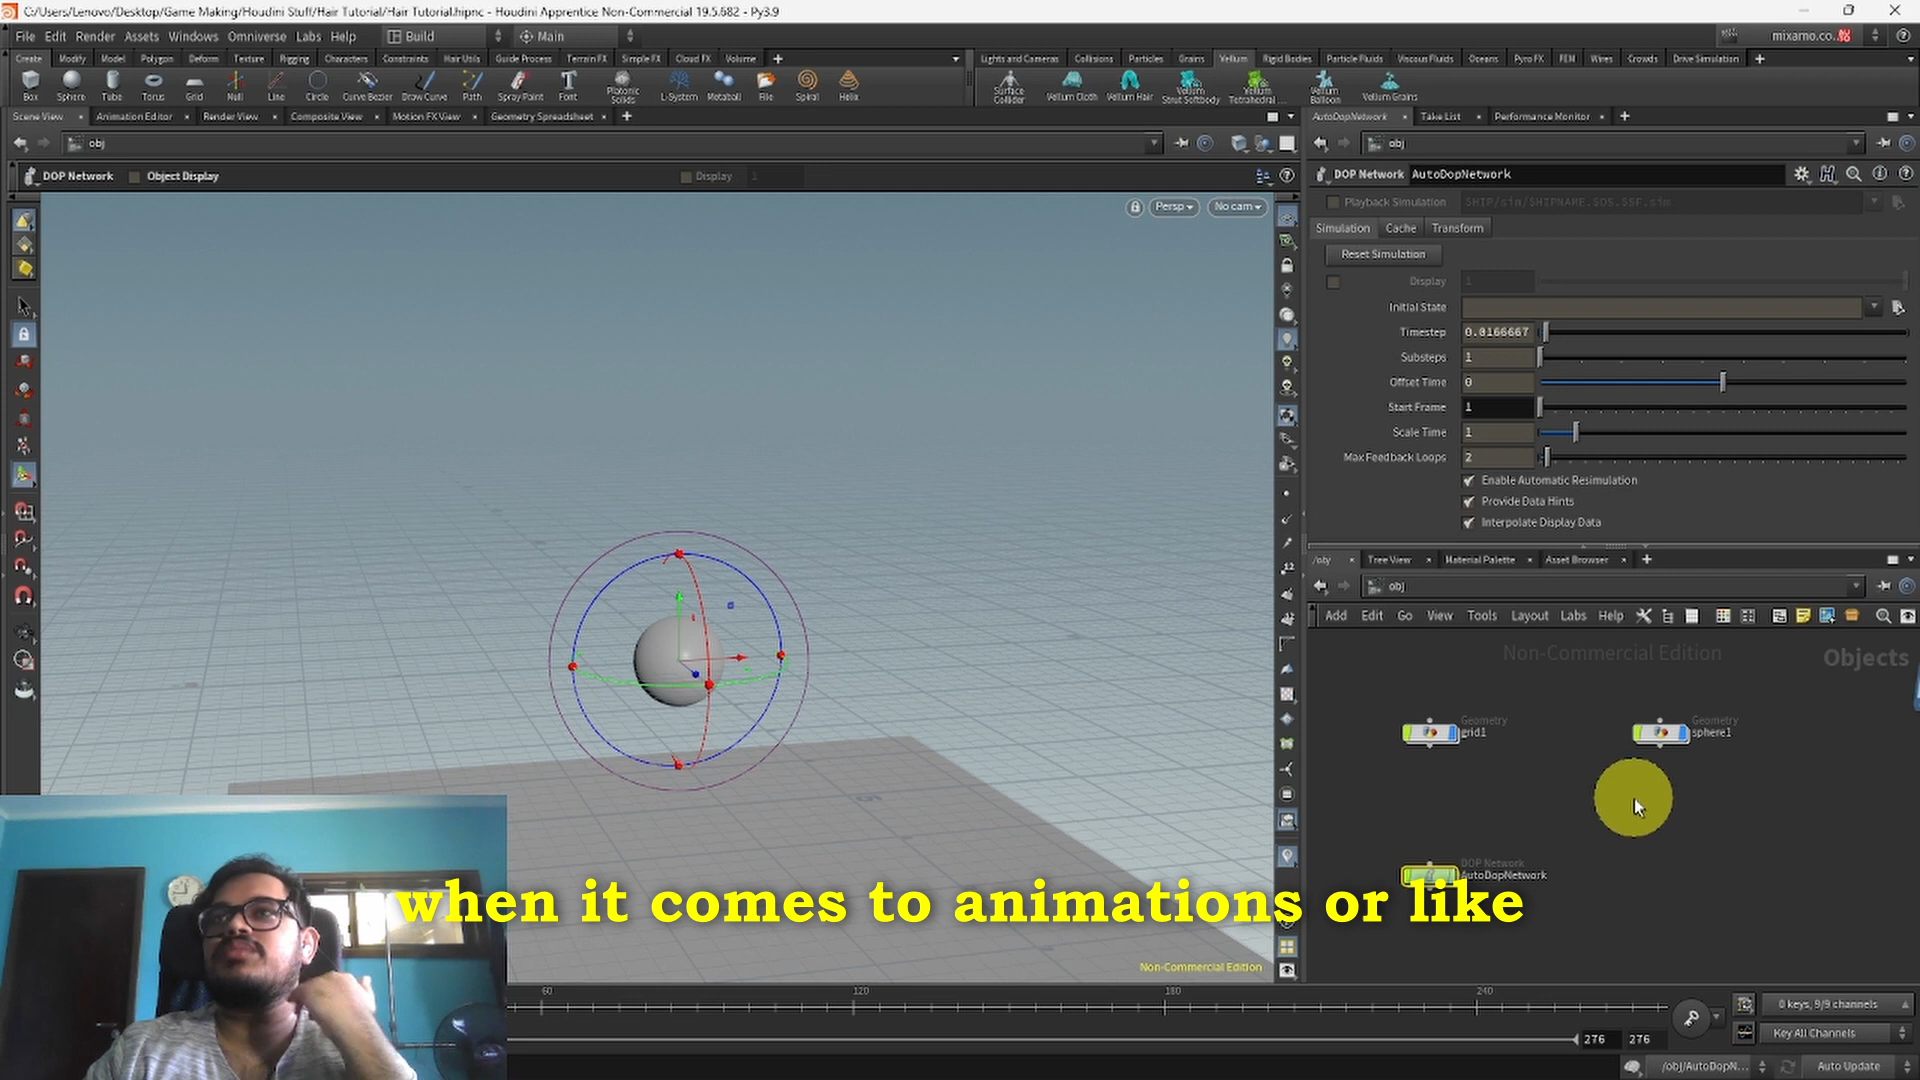 C:/Users/Lenovo/Desktop/Game Making/Houdini Stuff/Hair Tutorial/Hair Tutorial.hipnc - Houdini Apprentice Non-Commercial 19.5.682 - Py3.9
File Edit Render Assets Windows Omniverse Labs Help Build Main mixamo.co...
Create Modify Model Polygon Deform Texture Rigging Characters Constraints Hair Utils Guide Process Terrain FX Simple FX Cloud FX Volume
Lights and Cameras Collisions Particles Grains Vellum Rigid Bodies Particle Fluids Viscous Fluids Oceans Pyro FX FEM Wires Crowds Drive Simulation
Box Sphere Tube Torus Grid Null Line Circle Curve Bezier Draw Curve Path Spray Paint Font Platonic Solids L-System Metaball File Spiral Helix
Surface Collider Vellum Cloth Vellum Hair Vellum Strut Softbody Vellum Tetrahedral ... Vellum Balloon Vellum Grains
Scene View Animation Editor Render View Composite View Motion FX View Geometry Spreadsheet
AutoDopNetwork Take List Performance Monitor
obj
obj
DOP Network Object Display Display 1
DOP Network AutoDopNetwork
Persp No cam
Playback Simulation $HIP/sim/$HIPNAME.$OS.$SF.sim
Simulation Cache Transform
Reset Simulation
Display 1
Initial State
Timestep 0.0166667
Substeps 1
Offset Time 0
Start Frame 1
Scale Time 1
Max Feedback Loops 2
Enable Automatic Resimulation
Provide Data Hints
Interpolate Display Data
/obj Tree View Material Palette Asset Browser
obj
Add Edit Go View Tools Layout Labs Help
Non-Commercial Edition Objects
Geometry
grid1
Geometry
sphere1
DOP Network
AutoDopNetwork
when it comes to animations or like
Non-Commercial Edition
60 120 180 240
0 keys, 9/9 channels
276 276
Key All Channels
/obj/AutoDopN... Auto Update